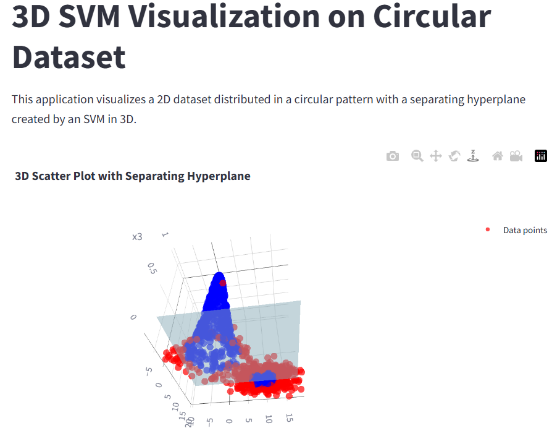 3D SVM Visualization on Circular
Dataset
This application visualizes a 2D dataset distributed in a circular pattern with a separating hyperplane
created by an SVM in 3D.
3D Scatter Plot with Separating Hyperplane
Data points
x3
1
0.5
0
−5
0
5
10
15
−5
0
5
10
15